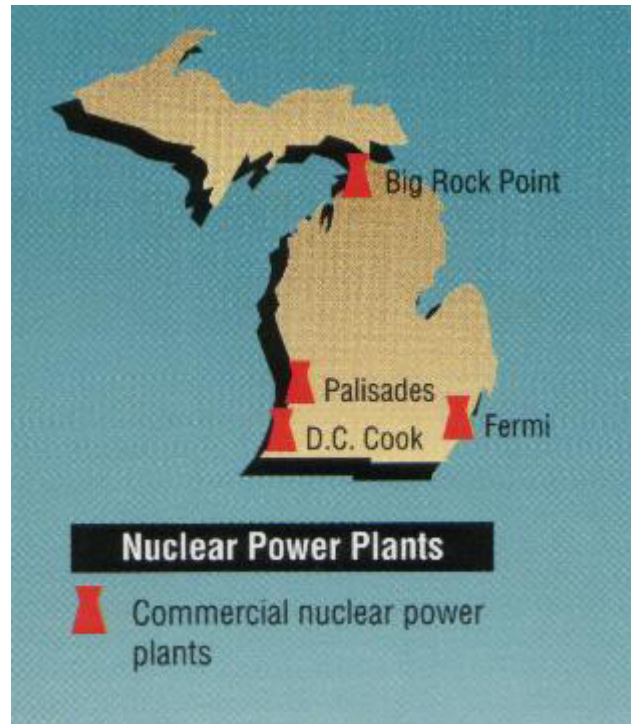 Big Rock Point
Palisades
D.C. Cook
Fermi
Nuclear Power Plants
Commercial nuclear power
plants